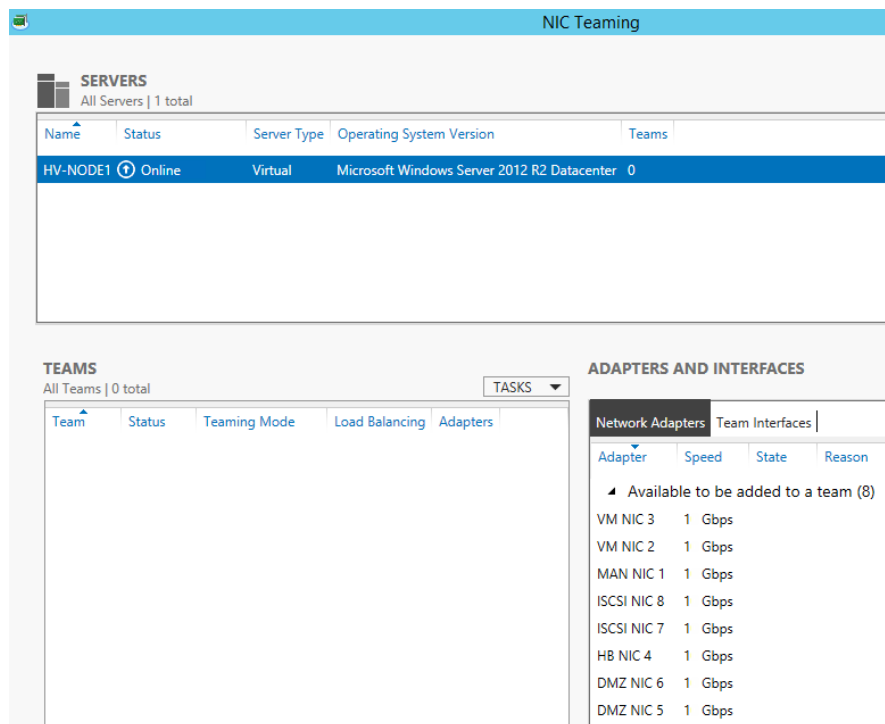 NIC Teaming
SERVERS
All Servers | 1 total
Name Status Server Type Operating System Version Teams
HV-NODE1 Online Virtual Microsoft Windows Server 2012 R2 Datacenter 0
TEAMS
All Teams | 0 total
TASKS
Team Status Teaming Mode Load Balancing Adapters
ADAPTERS AND INTERFACES
Network Adapters Team Interfaces
Adapter Speed State Reason
Available to be added to a team (8)
VM NIC 3 1 Gbps
VM NIC 2 1 Gbps
MAN NIC 1 1 Gbps
ISCSI NIC 8 1 Gbps
ISCSI NIC 7 1 Gbps
HB NIC 4 1 Gbps
DMZ NIC 6 1 Gbps
DMZ NIC 5 1 Gbps